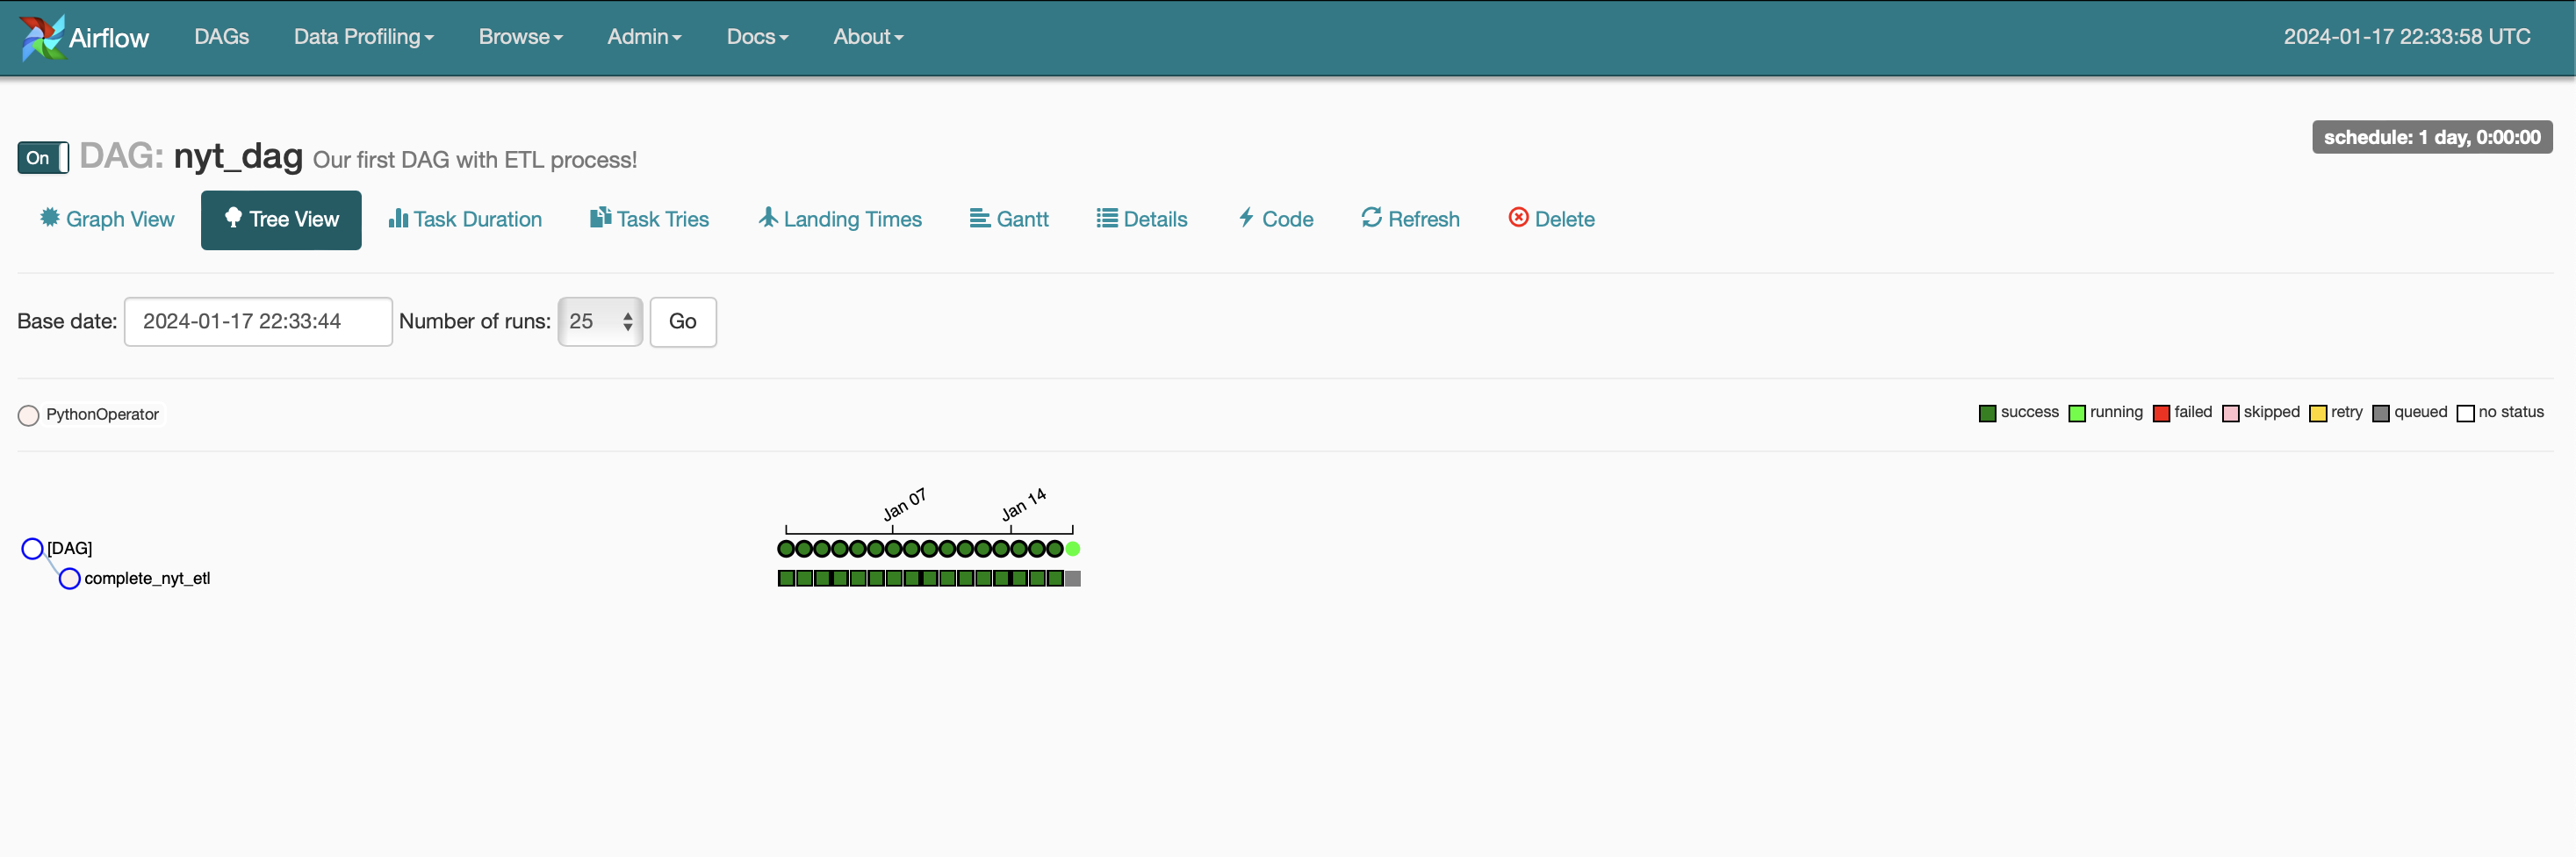 Airflow DAGs Data Profiling Browse Admin Docs About 2024-01-17 22:33:58 UTC
On DAG: nyt_dag Our first DAG with ETL process! schedule: 1 day, 0:00:00
Graph View Tree View Task Duration Task Tries Landing Times Gantt Details Code Refresh Delete
Base date: 2024-01-17 22:33:44 Number of runs: 25 Go
PythonOperator success running failed skipped retry queued no status
Jan 07 Jan 14
[DAG]
complete_nyt_etl